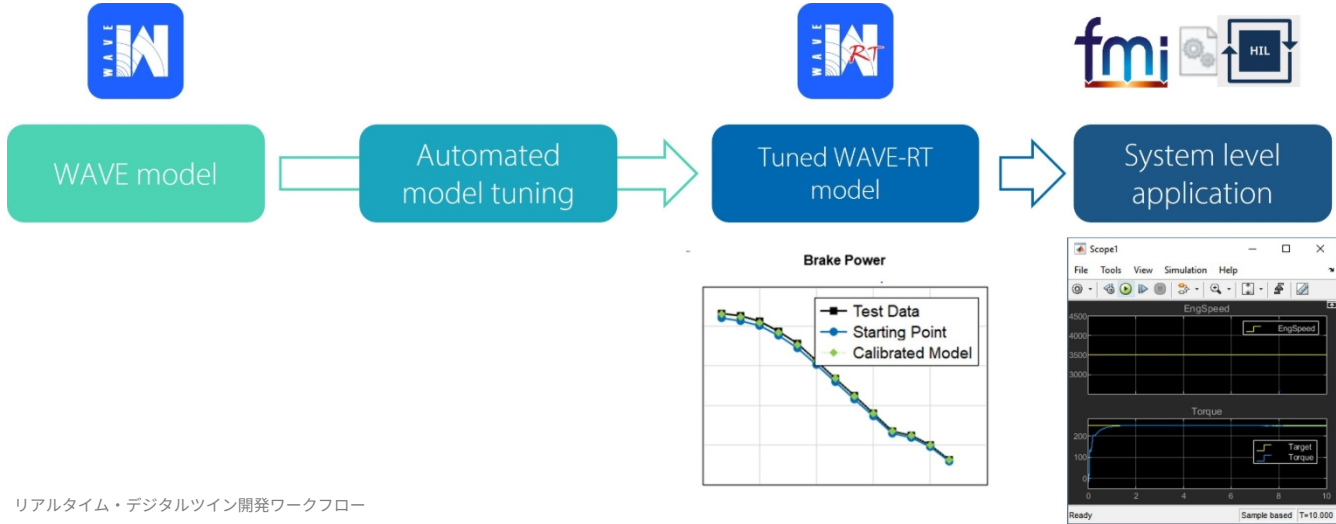 WAVE
WAVE
RT
fmi
HIL
WAVE model
Automated
model tuning
Tuned WAVE-RT
model
System level
application
Brake Power
Test Data
Starting Point
Calibrated Model
Scope1
File Tools View Simulation Help
EngSpeed
4500
4000
3500
3000
EngSpeed
Torque
200
100
0
Target
Torque
0 2 4 6 8 10
Ready Sample based T=10.000
リアルタイム・デジタルツイン開発ワークフロー